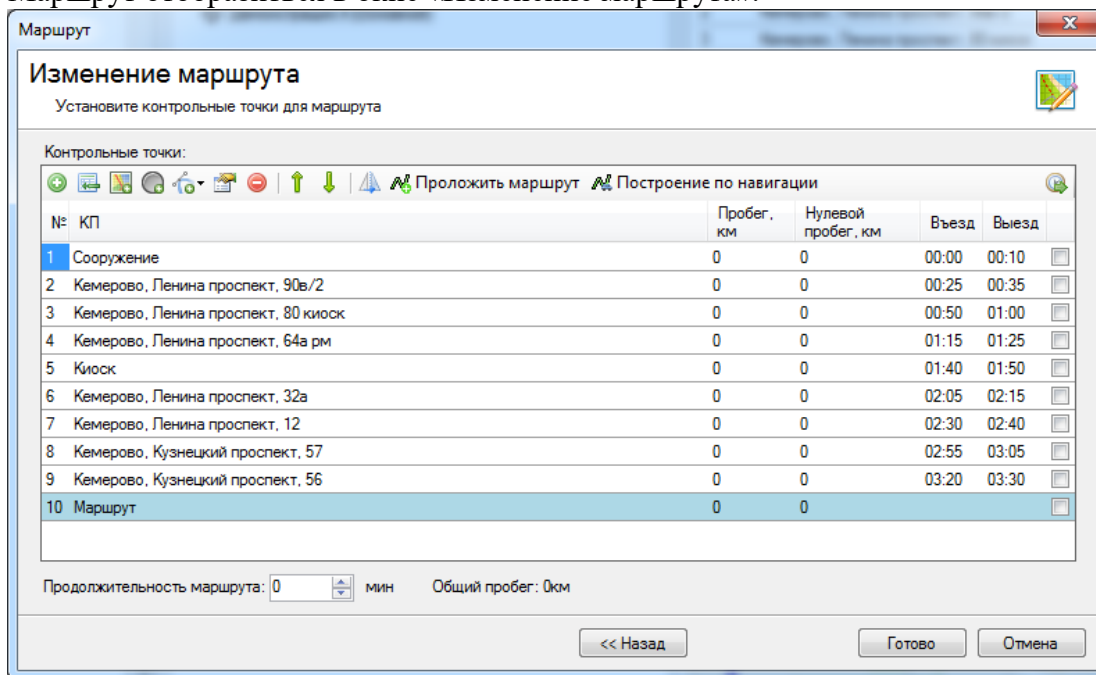 Маршрут отобразиться в окне «Изменение маршрута».
Маршрут
Изменение маршрута
Установите контрольные точки для маршрута
Контрольные точки:
Проложить маршрут Построение по навигации
№ КП Пробег, км Нулевой пробег, км Въезд Выезд
1 Сооружение 0 0 00:00 00:10
2 Кемерово, Ленина проспект, 90в/2 0 0 00:25 00:35
3 Кемерово, Ленина проспект, 80 киоск 0 0 00:50 01:00
4 Кемерово, Ленина проспект, 64а рм 0 0 01:15 01:25
5 Киоск 0 0 01:40 01:50
6 Кемерово, Ленина проспект, 32а 0 0 02:05 02:15
7 Кемерово, Ленина проспект, 12 0 0 02:30 02:40
8 Кемерово, Кузнецкий проспект, 57 0 0 02:55 03:05
9 Кемерово, Кузнецкий проспект, 56 0 0 03:20 03:30
10 Маршрут 0 0
Продолжительность маршрута: 0 мин Общий пробег: 0км
<< Назад Готово Отмена